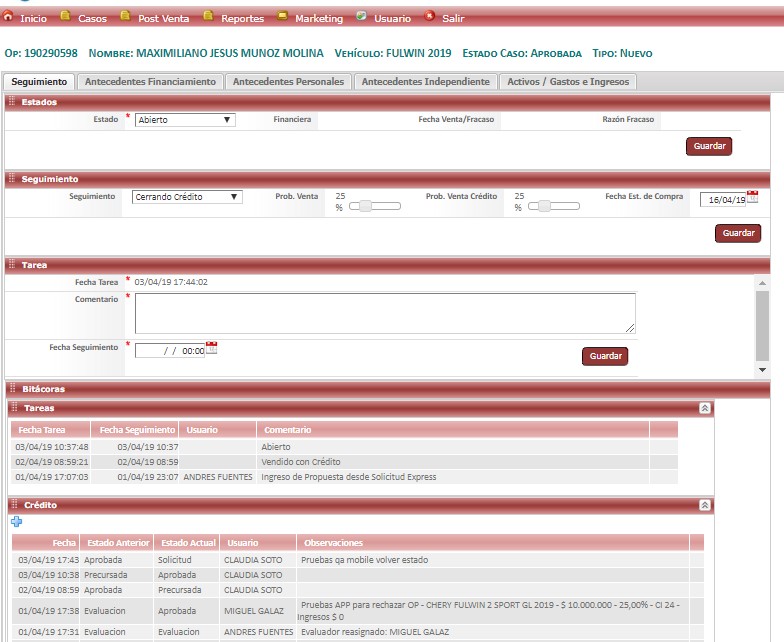 Inicio Casos Post Venta Reportes Marketing Usuario Salir
Op: 190290598 Nombre: MAXIMILIANO JESUS MUNOZ MOLINA Vehículo: FULWIN 2019 Estado Caso: Aprobada Tipo: Nuevo
Seguimiento Antecedentes Financiamiento Antecedentes Personales Antecedentes Independiente Activos / Gastos e Ingresos
Estados
Estado * Abierto Financiera Fecha Venta/Fracaso Razón Fracaso
Guardar
Seguimiento
Seguimiento Cerrando Crédito Prob. Venta 25 % Prob. Venta Crédito 25 % Fecha Est. de Compra 16/04/19
Guardar
Tarea
Fecha Tarea * 03/04/19 17:44:02
Comentario *
Fecha Seguimiento * / / 00:00
Guardar
Bitácoras
Tareas
Fecha Tarea Fecha Seguimiento Usuario Comentario
03/04/19 10:37:48 03/04/19 10:37 Abierto
02/04/19 08:59:21 02/04/19 08:59 Vendido con Crédito
01/04/19 17:07:03 01/04/19 23:07 ANDRES FUENTES Ingreso de Propuesta desde Solicitud Express
Crédito
Fecha Estado Anterior Estado Actual Usuario Observaciones
03/04/19 17:43 Aprobada Solicitud CLAUDIA SOTO Pruebas qa mobile volver estado
03/04/19 10:38 Precursada Aprobada CLAUDIA SOTO
02/04/19 08:59 Aprobada Precursada CLAUDIA SOTO
01/04/19 17:38 Evaluacion Aprobada MIGUEL GALAZ Pruebas APP para rechazar OP - CHERY FULWIN 2 SPORT GL 2019 - $ 10.000.000 - 25,00% - CI 24 -
Ingresos $ 0
01/04/19 17:31 Evaluacion Evaluacion ANDRES FUENTES Evaluador reasignado: MIGUEL GALAZ